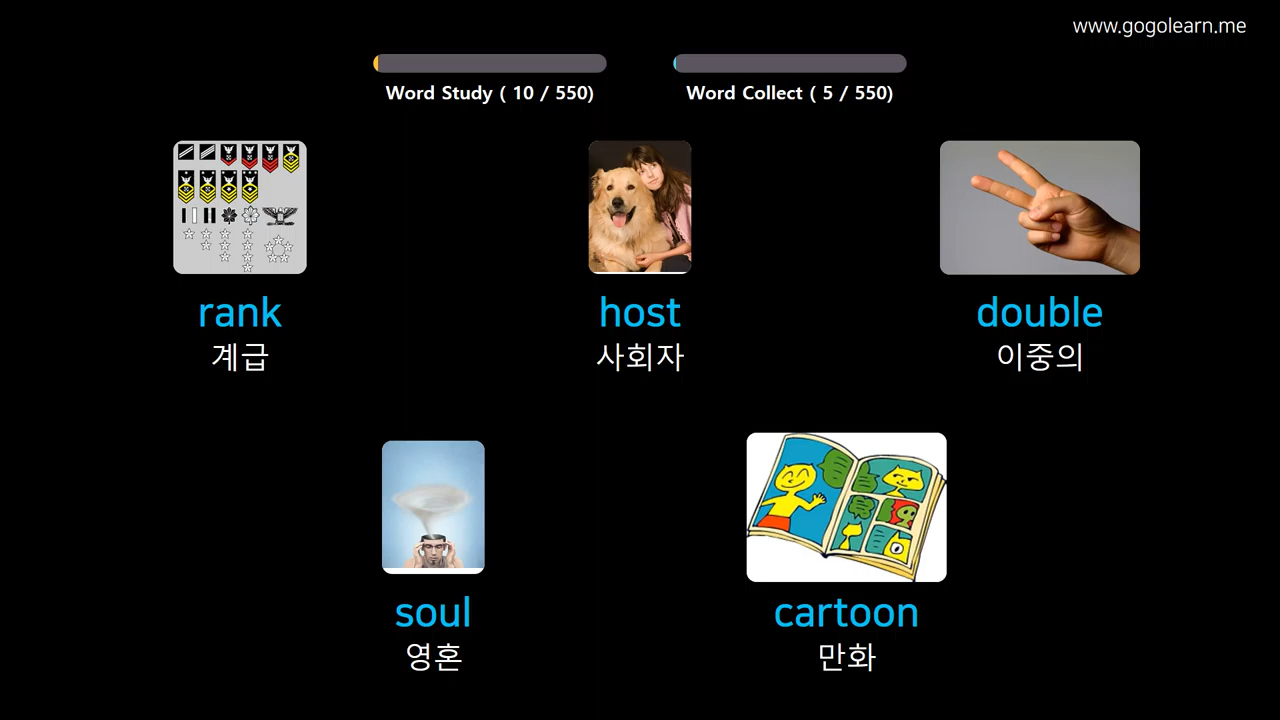 www.gogolearn.me
Word Study ( 10 / 550)
Word Collect ( 5 / 550)
rank
계급
host
사회자
double
이중의
soul
영혼
cartoon
만화